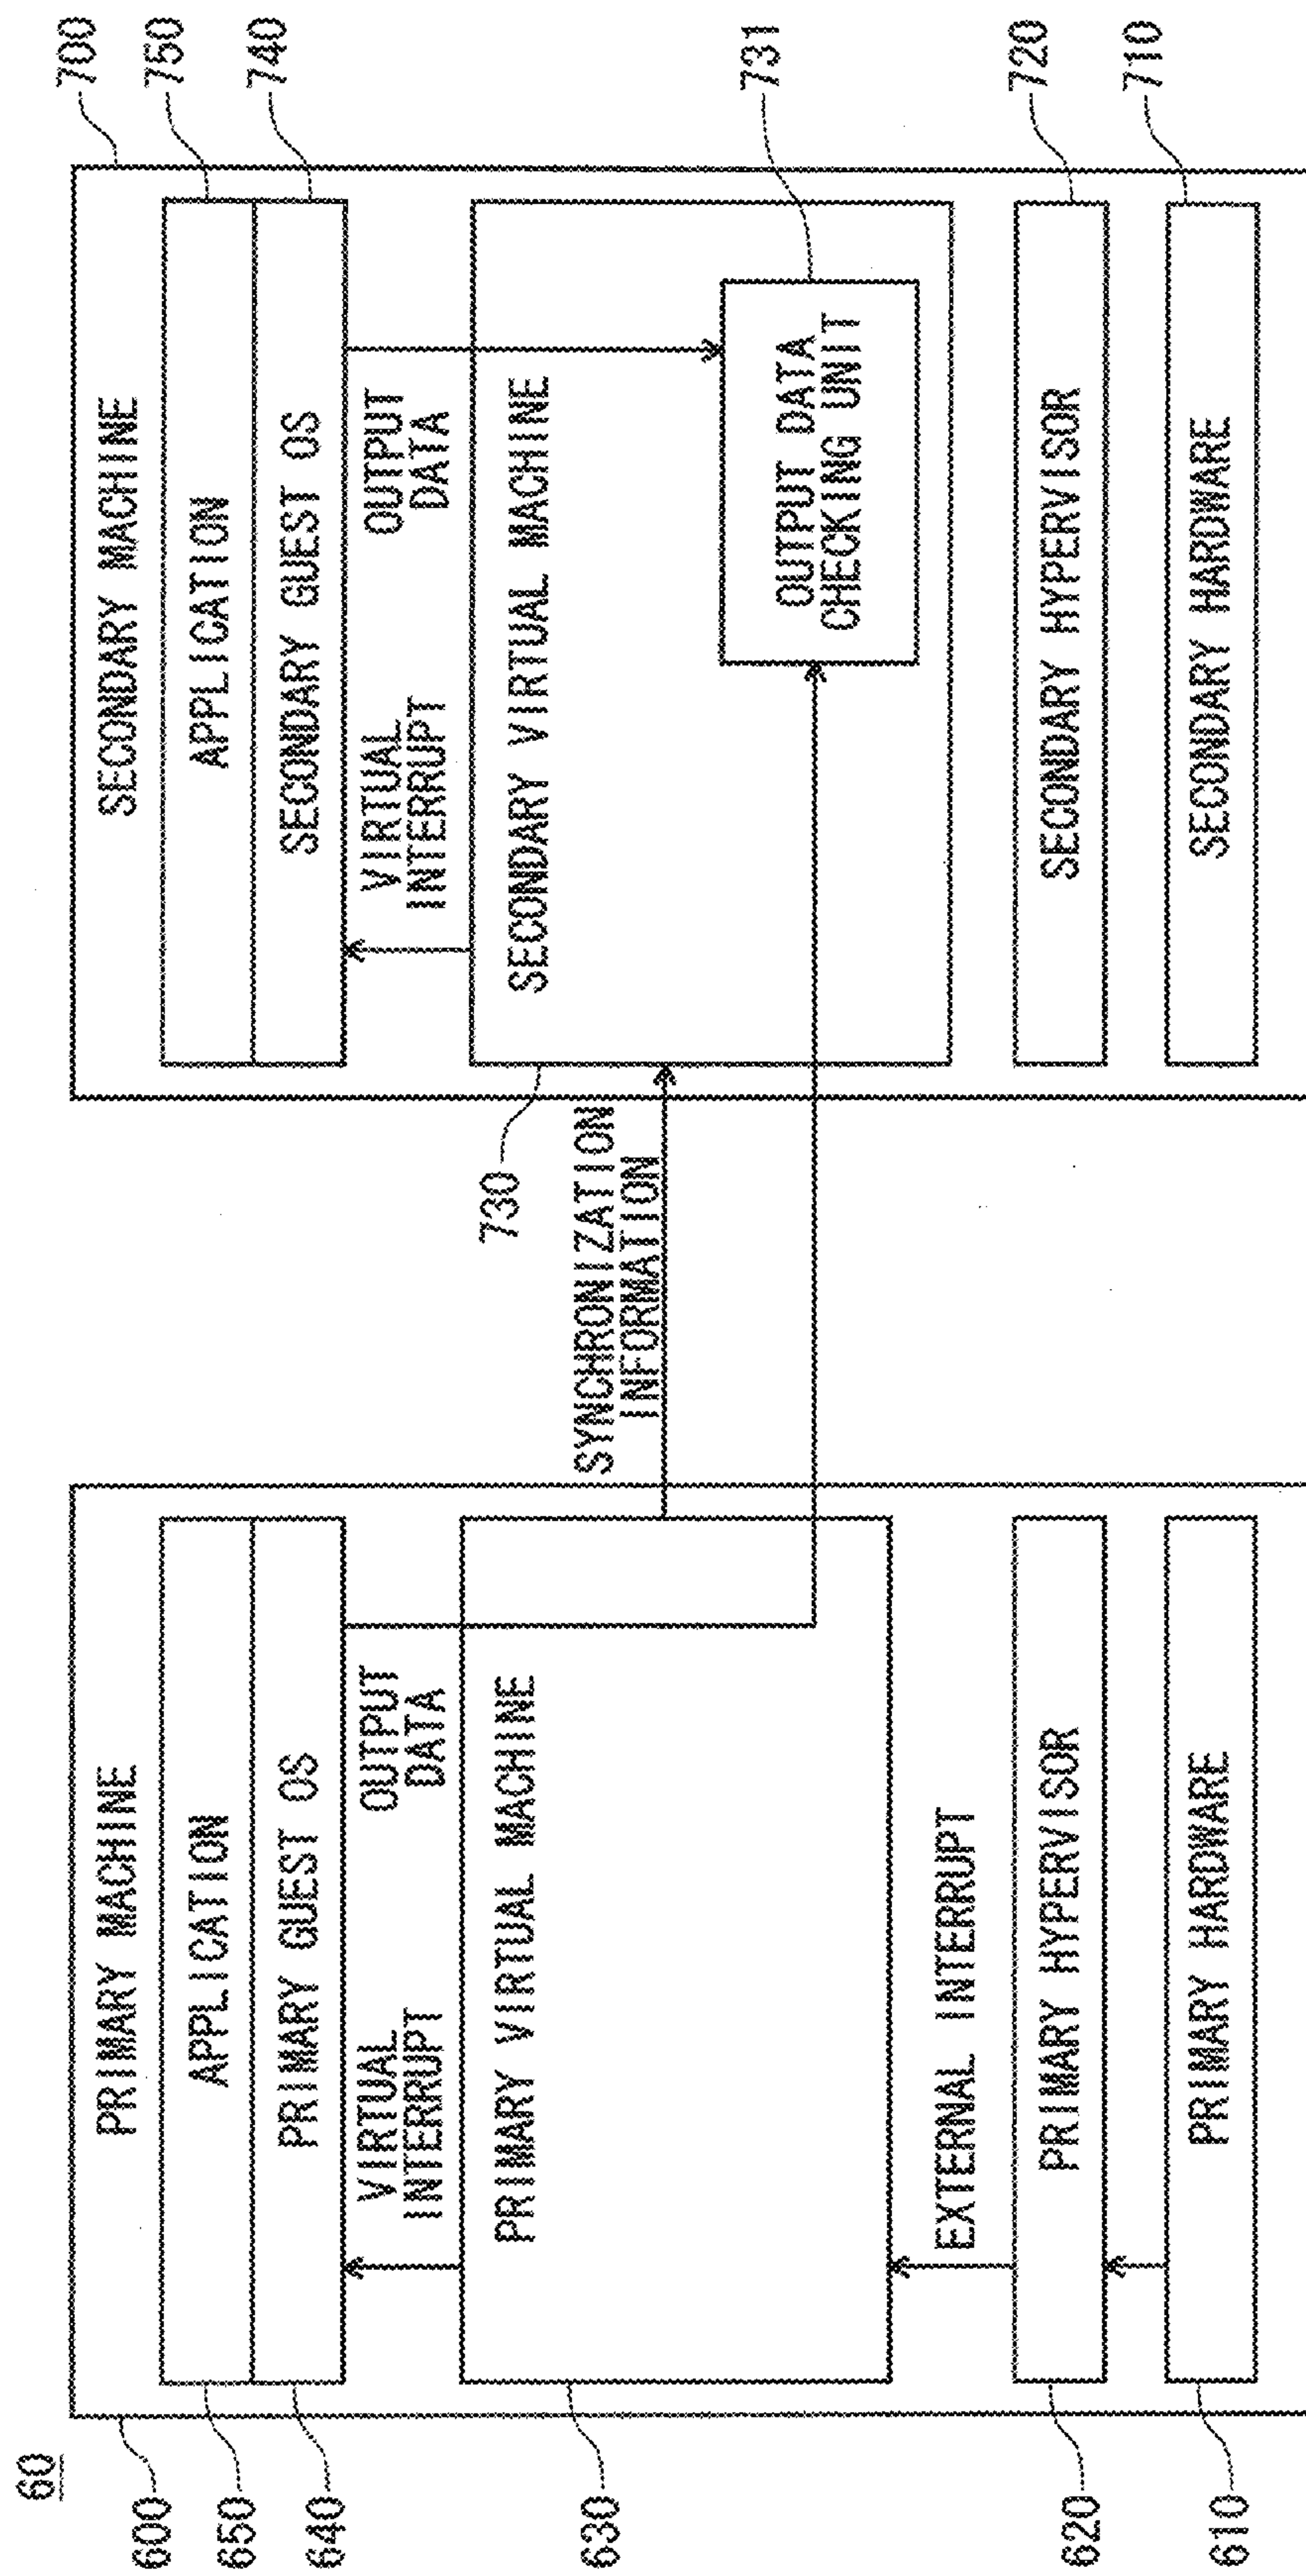 60
600
PRIMARY MACHINE
650
APPLICATION
640
PRIMARY GUEST OS
VIRTUAL
INTERRUPT
OUTPUT
DATA
630
PRIMARY VIRTUAL MACHINE
EXTERNAL INTERRUPT
620
PRIMARY HYPERVISOR
610
PRIMARY HARDWARE
SYNCHRONIZATION
INFORMATION
700
SECONDARY MACHINE
750
APPLICATION
740
SECONDARY GUEST OS
VIRTUAL
INTERRUPT
OUTPUT
DATA
730
SECONDARY VIRTUAL MACHINE
731
OUTPUT DATA
CHECKING UNIT
720
SECONDARY HYPERVISOR
710
SECONDARY HARDWARE